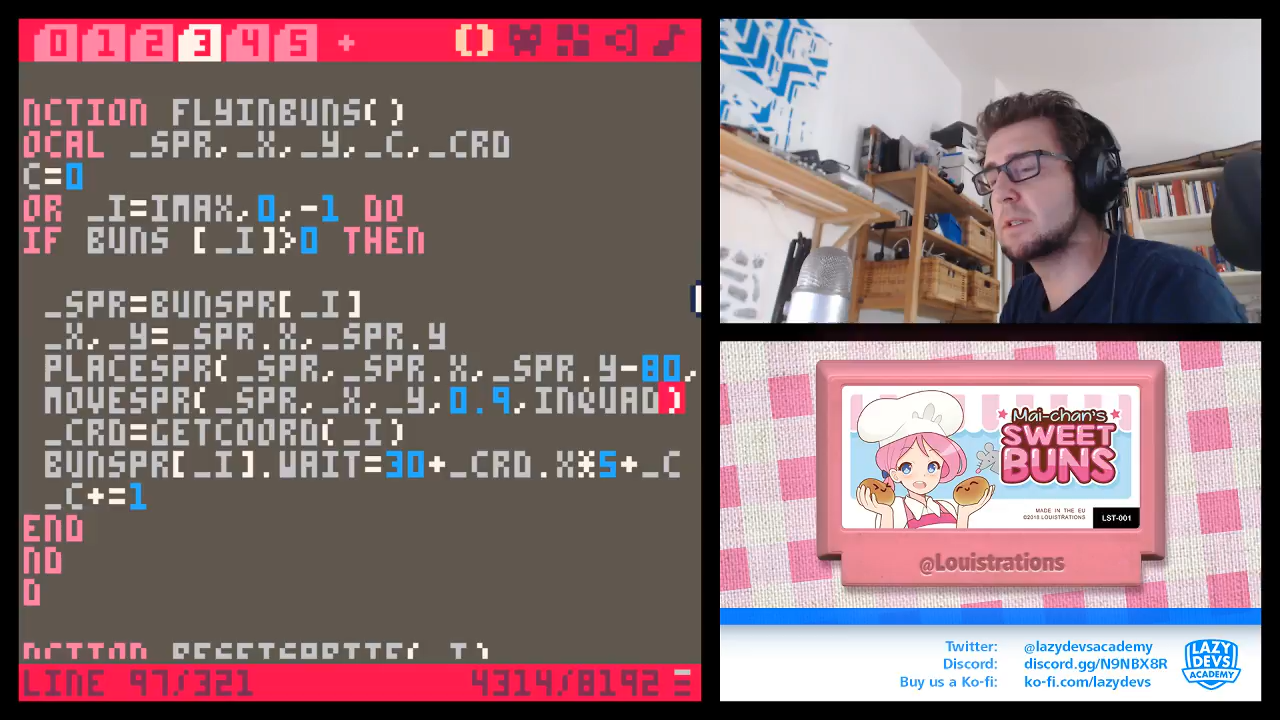 0 1 2 3 4 5 +
NCTION FLYINBUNS()
OCAL _SPR,_X,_Y,_C,_CRD
C=0
OR _I=IMAX,0,-1 DO
IF BUNS [_I]>0 THEN
_SPR=BUNSPR[_I]
_X,_Y=_SPR.X,_SPR.Y
PLACESPR(_SPR,_SPR.X,_SPR.Y-80,
MOVESPR(_SPR,_X,_Y,0.9,INQUAD)
_CRD=GETCOORD(_I)
BUNSPR[_I].WAIT=30+_CRD.X*5+_C
_C+=1
END
ND
D
LINE 97/321 4314/8192
Mai-chan's
SWEET
BUNS
MADE IN THE EU
©2018 LOUISTRATIONS
LST-001
@Louistrations
Twitter: @lazydevsacademy
Discord: discord.gg/N9NBX8R
Buy us a Ko-fi: ko-fi.com/lazydevs
LAZY
DEVS
ACADEMY